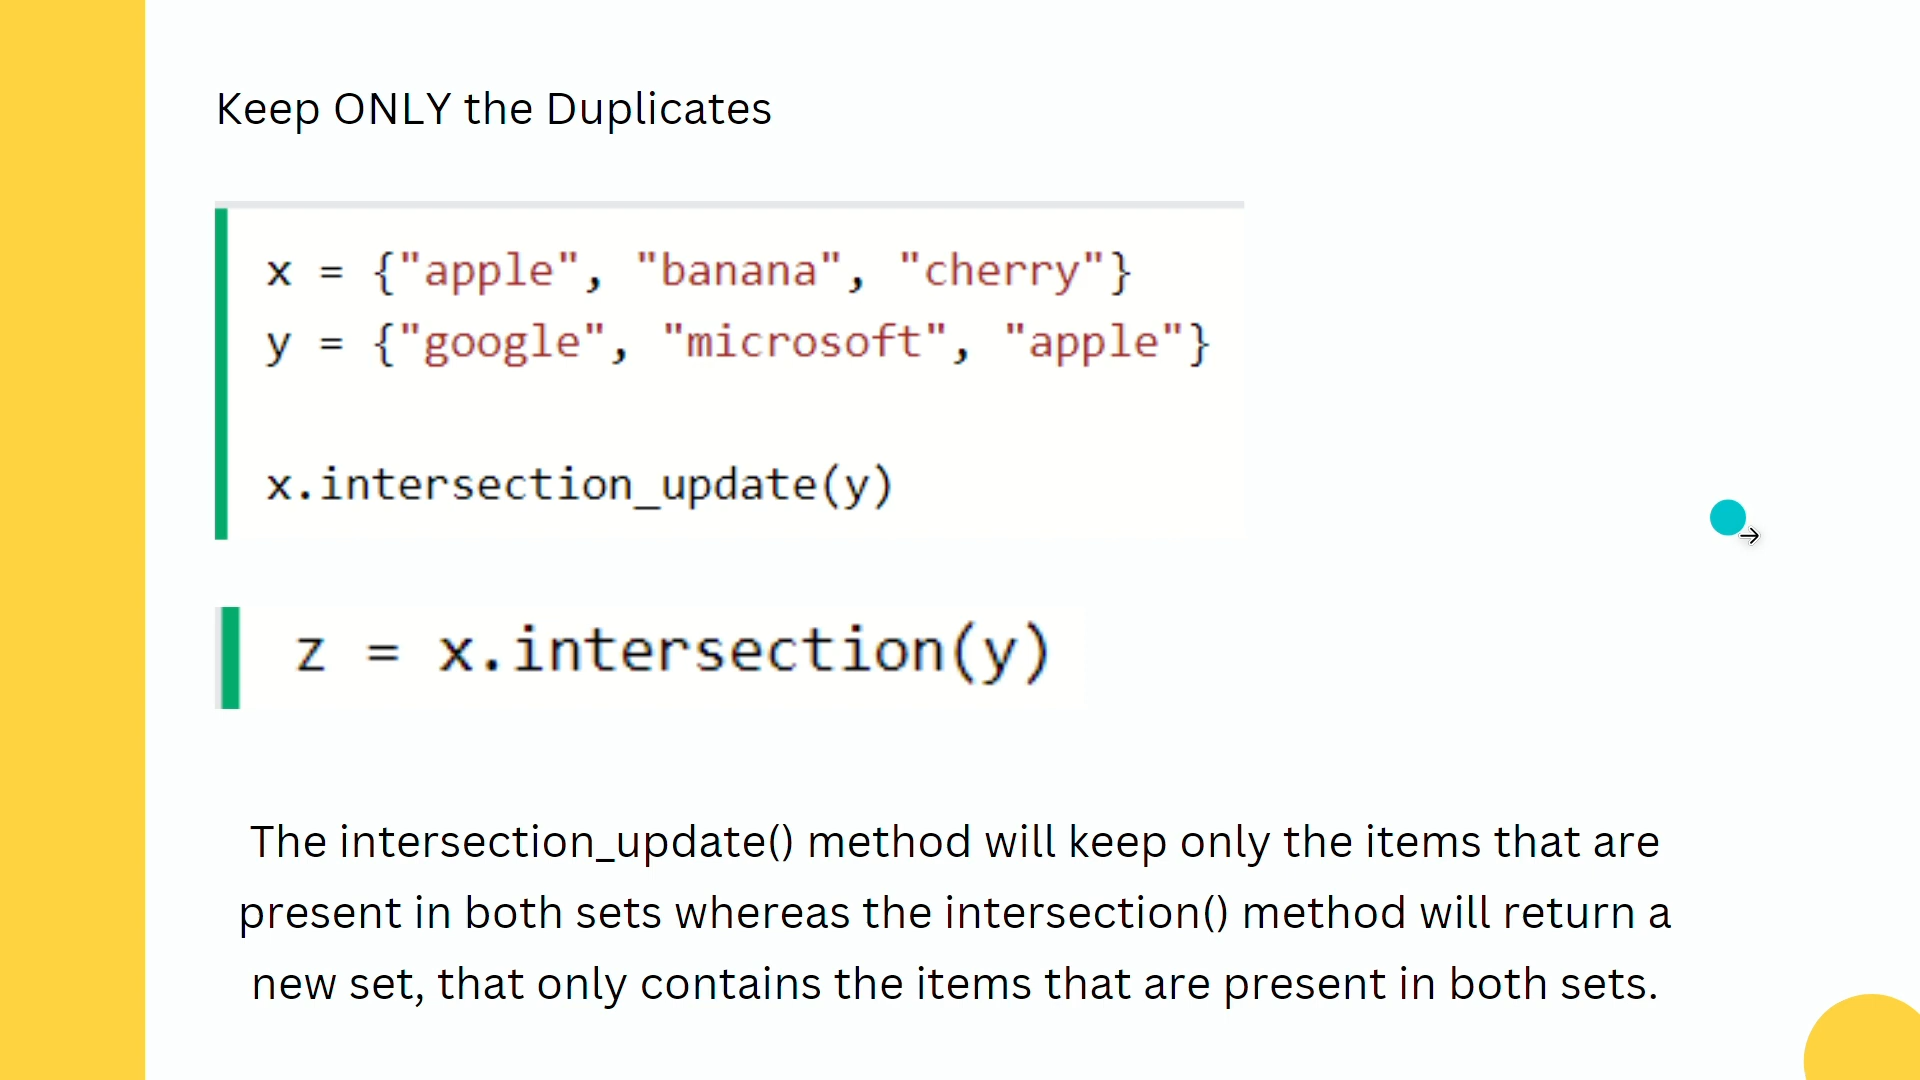 Keep ONLY the Duplicates
x = {"apple", "banana", "cherry"}
y = {"google", "microsoft", "apple"}
x.intersection_update(y)
z = x.intersection(y)
The intersection_update() method will keep only the items that are
present in both sets whereas the intersection() method will return a
new set, that only contains the items that are present in both sets.